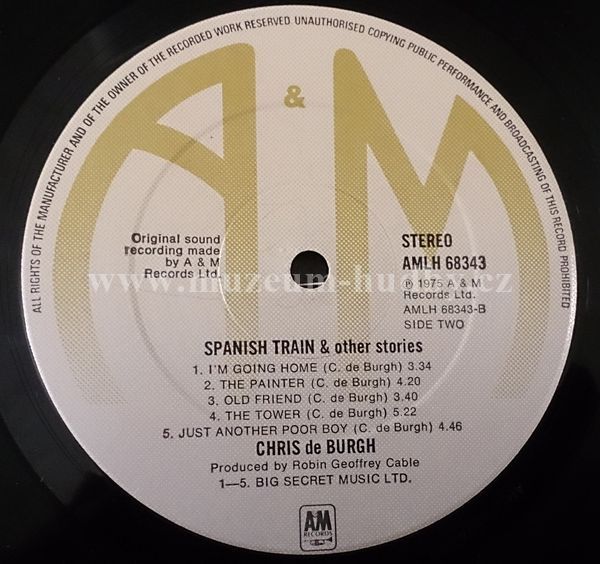 ALL RIGHTS OF THE MANUFACTURER AND OF THE OWNER OF THE RECORDED WORK RESERVED UNAUTHORISED COPYING PUBLIC PERFORMANCE AND BROADCASTING OF THIS RECORD PROHIBITED
A & M
Original sound
recording made
by A & M
Records Ltd.
STEREO
AMLH 68343
℗ 1975 A & M
Records Ltd.
AMLH 68343-B
SIDE TWO
www.muzeum-hudby.cz
SPANISH TRAIN & other stories
1. I'M GOING HOME (C. de Burgh) 3.34
2. THE PAINTER (C. de Burgh) 4.20
3. OLD FRIEND (C. de Burgh) 3.40
4. THE TOWER (C. de Burgh) 5.22
5. JUST ANOTHER POOR BOY (C. de Burgh) 4.46
CHRIS de BURGH
Produced by Robin Geoffrey Cable
1—5. BIG SECRET MUSIC LTD.
AM
RECORDS